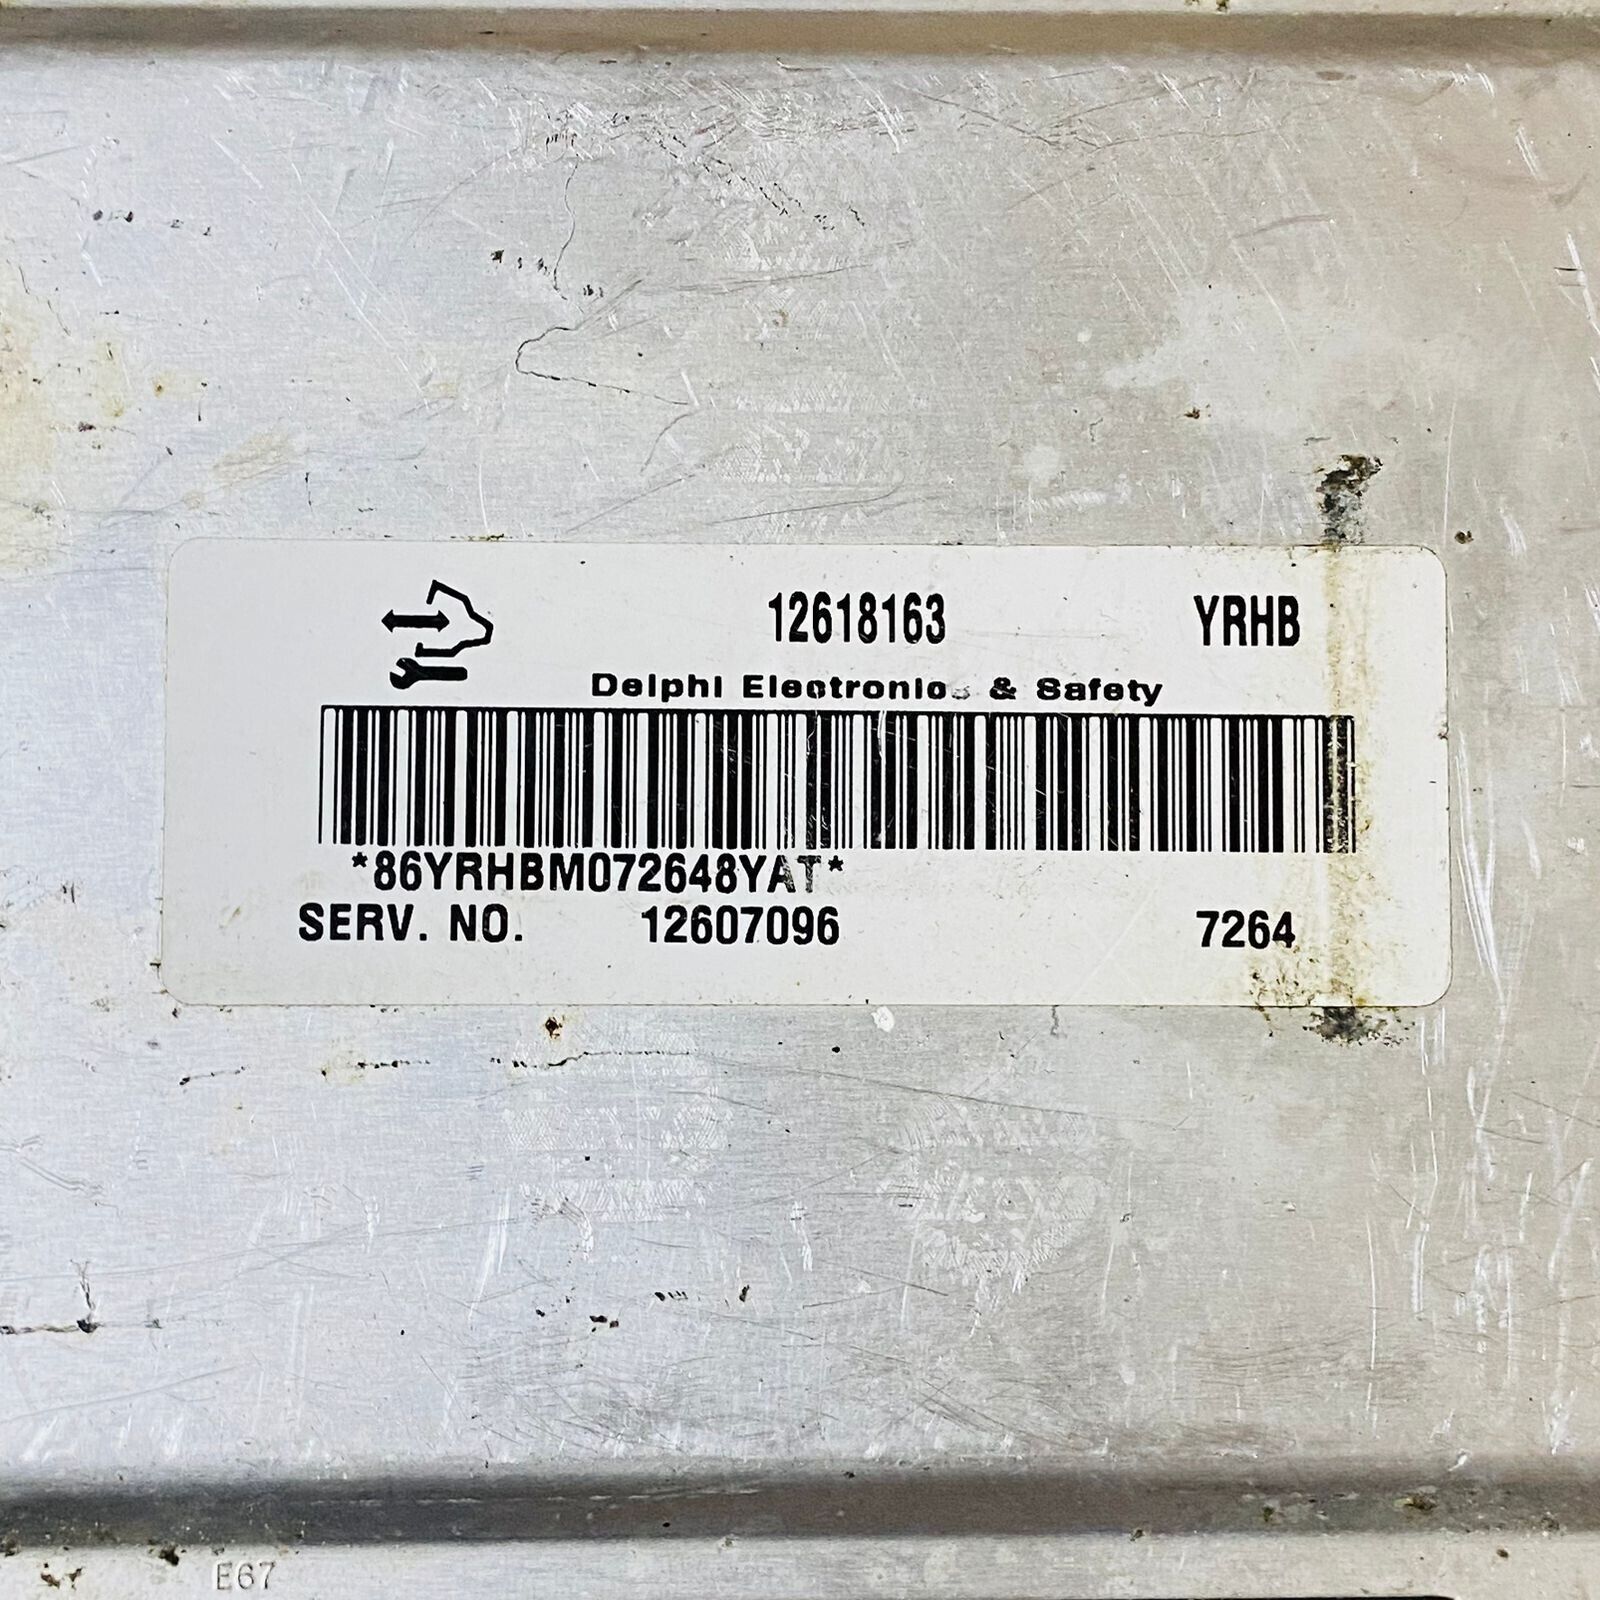 12618163 YRHB
Delphi Electronics & Safety
*86YRHBM072648YAT*
SERV. NO. 12607096 7264
E67